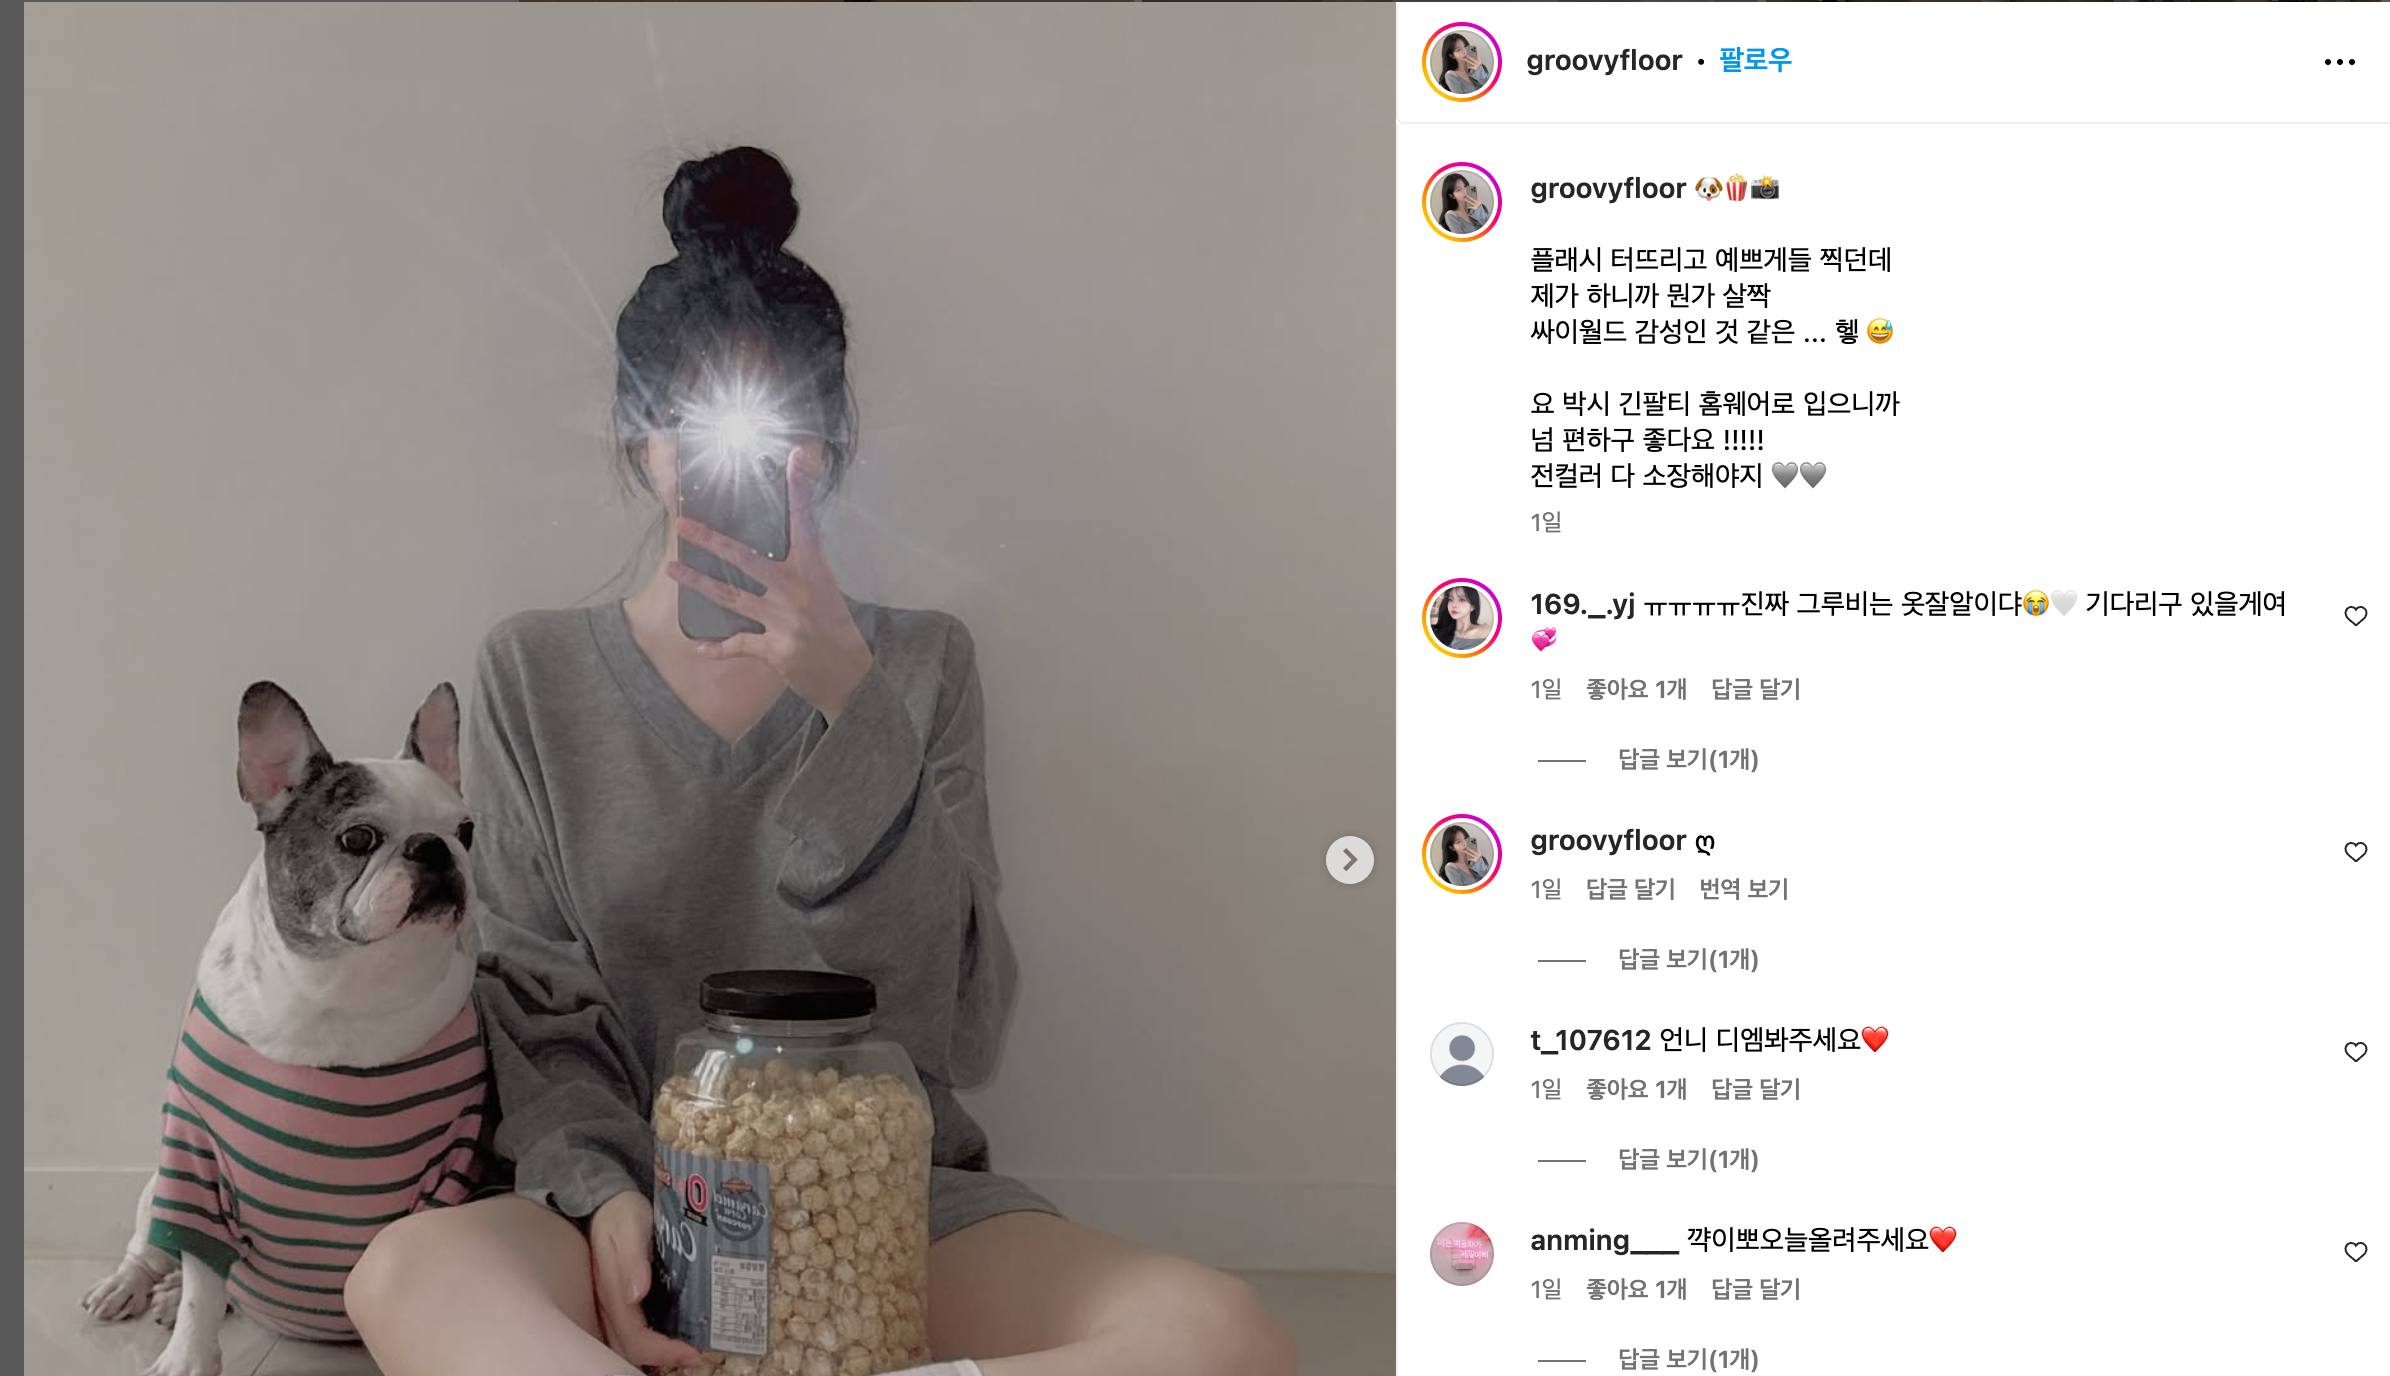 groovyfloor • 팔로우
groovyfloor 🐶🍿📸
플래시 터뜨리고 예쁘게들 찍던데
제가 하니까 뭔가 살짝
싸이월드 감성인 것 같은 ... 헿 😅
요 박시 긴팔티 홈웨어로 입으니까
넘 편하구 좋다요 !!!!!
전컬러 다 소장해야지 🖤🖤
1일
169._.yj ㅠㅠㅠㅠ진짜 그루비는 옷잘알이댜😭🤍 기다리구 있을게여
💞
1일 좋아요 1개 답글 달기
답글 보기(1개)
groovyfloor ღ
1일 답글 달기 번역 보기
답글 보기(1개)
t_107612 언니 디엠봐주세요❤️
1일 좋아요 1개 답글 달기
답글 보기(1개)
anming___ 꺅이뽀오늘올려주세요❤️
1일 좋아요 1개 답글 달기
답글 보기(1개)
Caramel
CORN
POPCORN